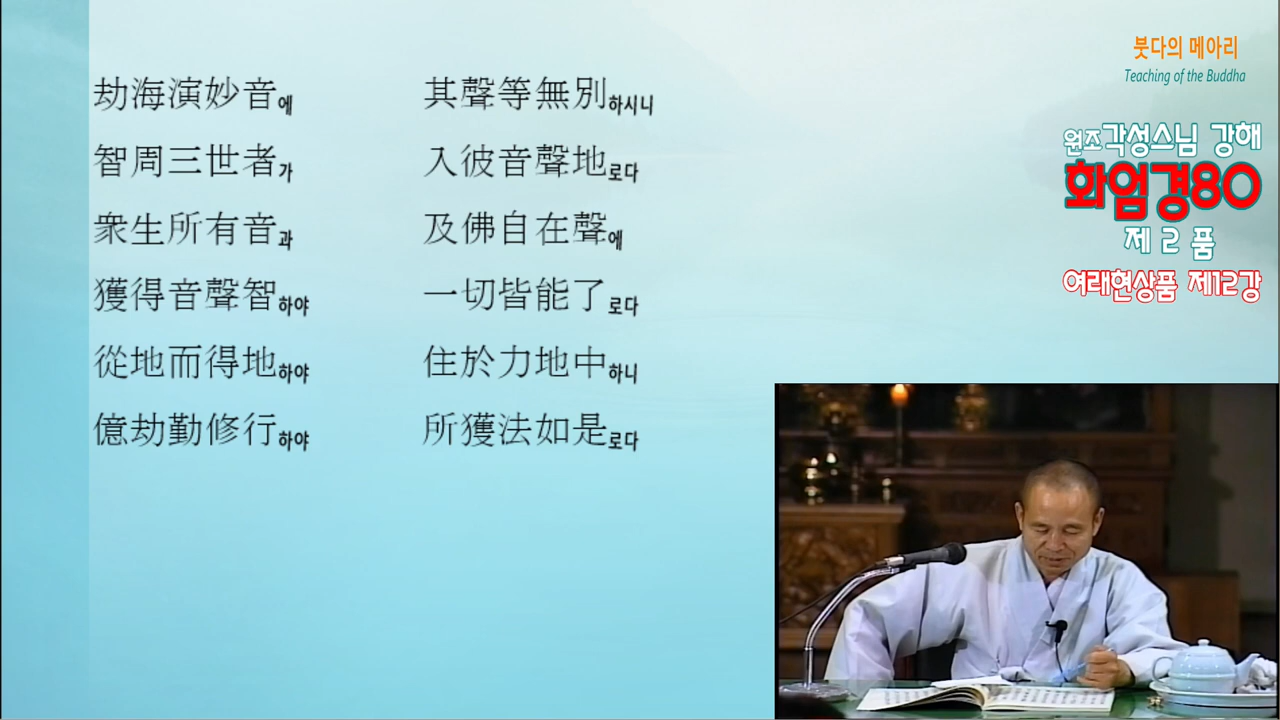 劫海演妙音에 其聲等無別하시니
智周三世者가 入彼音聲地로다
衆生所有音과 及佛自在聲에
獲得音聲智하야 一切皆能了로다
從地而得地하야 住於力地中하니
億劫勤修行하야 所獲法如是로다
붓다의 메아리
Teaching of the Buddha
원조각성스님 강해
화엄경80
제2품
여래현상품 제12강